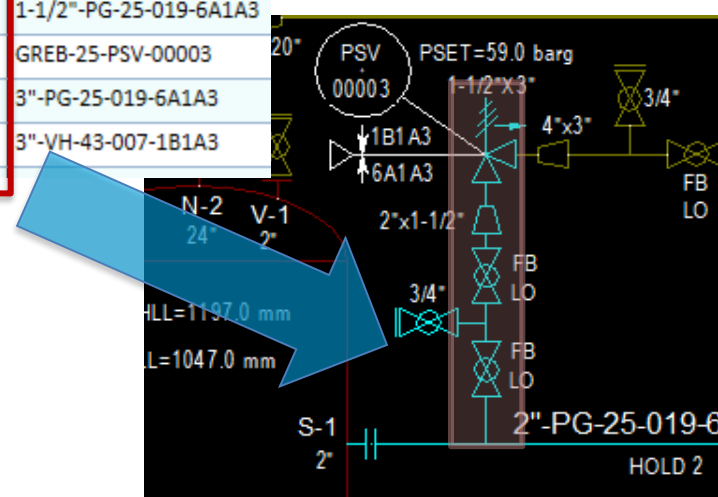 1-1/2"-PG-25-019-6A1A3
GREB-25-PSV-00003
3"-PG-25-019-6A1A3
3"-VH-43-007-1B1A3
20"
PSV
00003
PSET=59.0 barg
1-1/2"X3"
3/4"
4"x3"
1B1A3
6A1A3
FB
LO
N-2
24"
V-1
2"
2"x1-1/2"
FB
LO
3/4"
HLL=1197.0 mm
LL=1047.0 mm
FB
LO
S-1
2"
2"-PG-25-019-6
HOLD 2